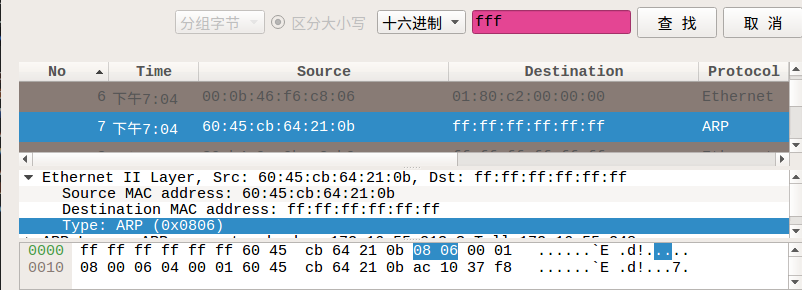 分组字节 区分大小写 十六进制 fff 查 找 取 消
No Time Source Destination Protocol
6 下午7:04 00:0b:46:f6:c8:06 01:80:c2:00:00:00 Ethernet
7 下午7:04 60:45:cb:64:21:0b ff:ff:ff:ff:ff:ff ARP
Ethernet II Layer, Src: 60:45:cb:64:21:0b, Dst: ff:ff:ff:ff:ff:ff
Source MAC address: 60:45:cb:64:21:0b
Destination MAC address: ff:ff:ff:ff:ff:ff
Type: ARP (0x0806)
0000 ff ff ff ff ff ff 60 45 cb 64 21 0b 08 06 00 01 ......`E .d!.....
0010 08 00 06 04 00 01 60 45 cb 64 21 0b ac 10 37 f8 ......`E .d!...7.